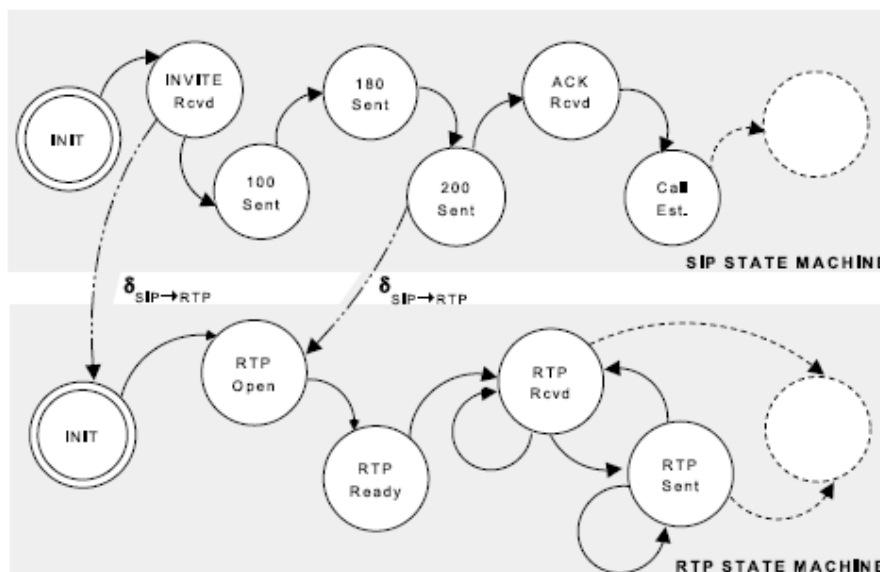 INIT
INVITE
Rcvd
100
Sent
180
Sent
200
Sent
ACK
Rcvd
Call
Est.
SIP STATE MACHINE
δSIP→RTP
δSIP→RTP
INIT
RTP
Open
RTP
Ready
RTP
Rcvd
RTP
Sent
RTP STATE MACHINE